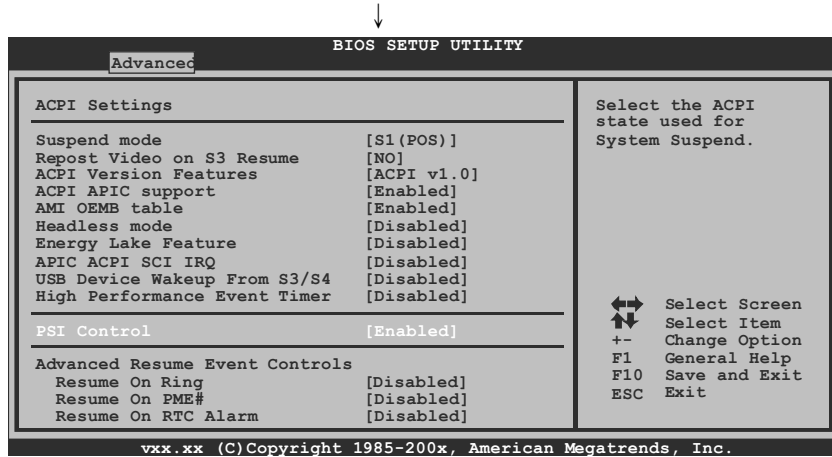 BIOS SETUP UTILITY
Advanced
ACPI Settings
Suspend mode [S1(POS)]
Repost Video on S3 Resume [NO]
ACPI Version Features [ACPI v1.0]
ACPI APIC support [Enabled]
AMI OEMB table [Enabled]
Headless mode [Disabled]
Energy Lake Feature [Disabled]
APIC ACPI SCI IRQ [Disabled]
USB Device Wakeup From S3/S4 [Disabled]
High Performance Event Timer [Disabled]
PSI Control [Enabled]
Advanced Resume Event Controls
Resume On Ring [Disabled]
Resume On PME# [Disabled]
Resume On RTC Alarm [Disabled]
Select the ACPI
state used for
System Suspend.
Select Screen
Select Item
+- Change Option
F1 General Help
F10 Save and Exit
ESC Exit
vxx.xx (C)Copyright 1985-200x, American Megatrends, Inc.